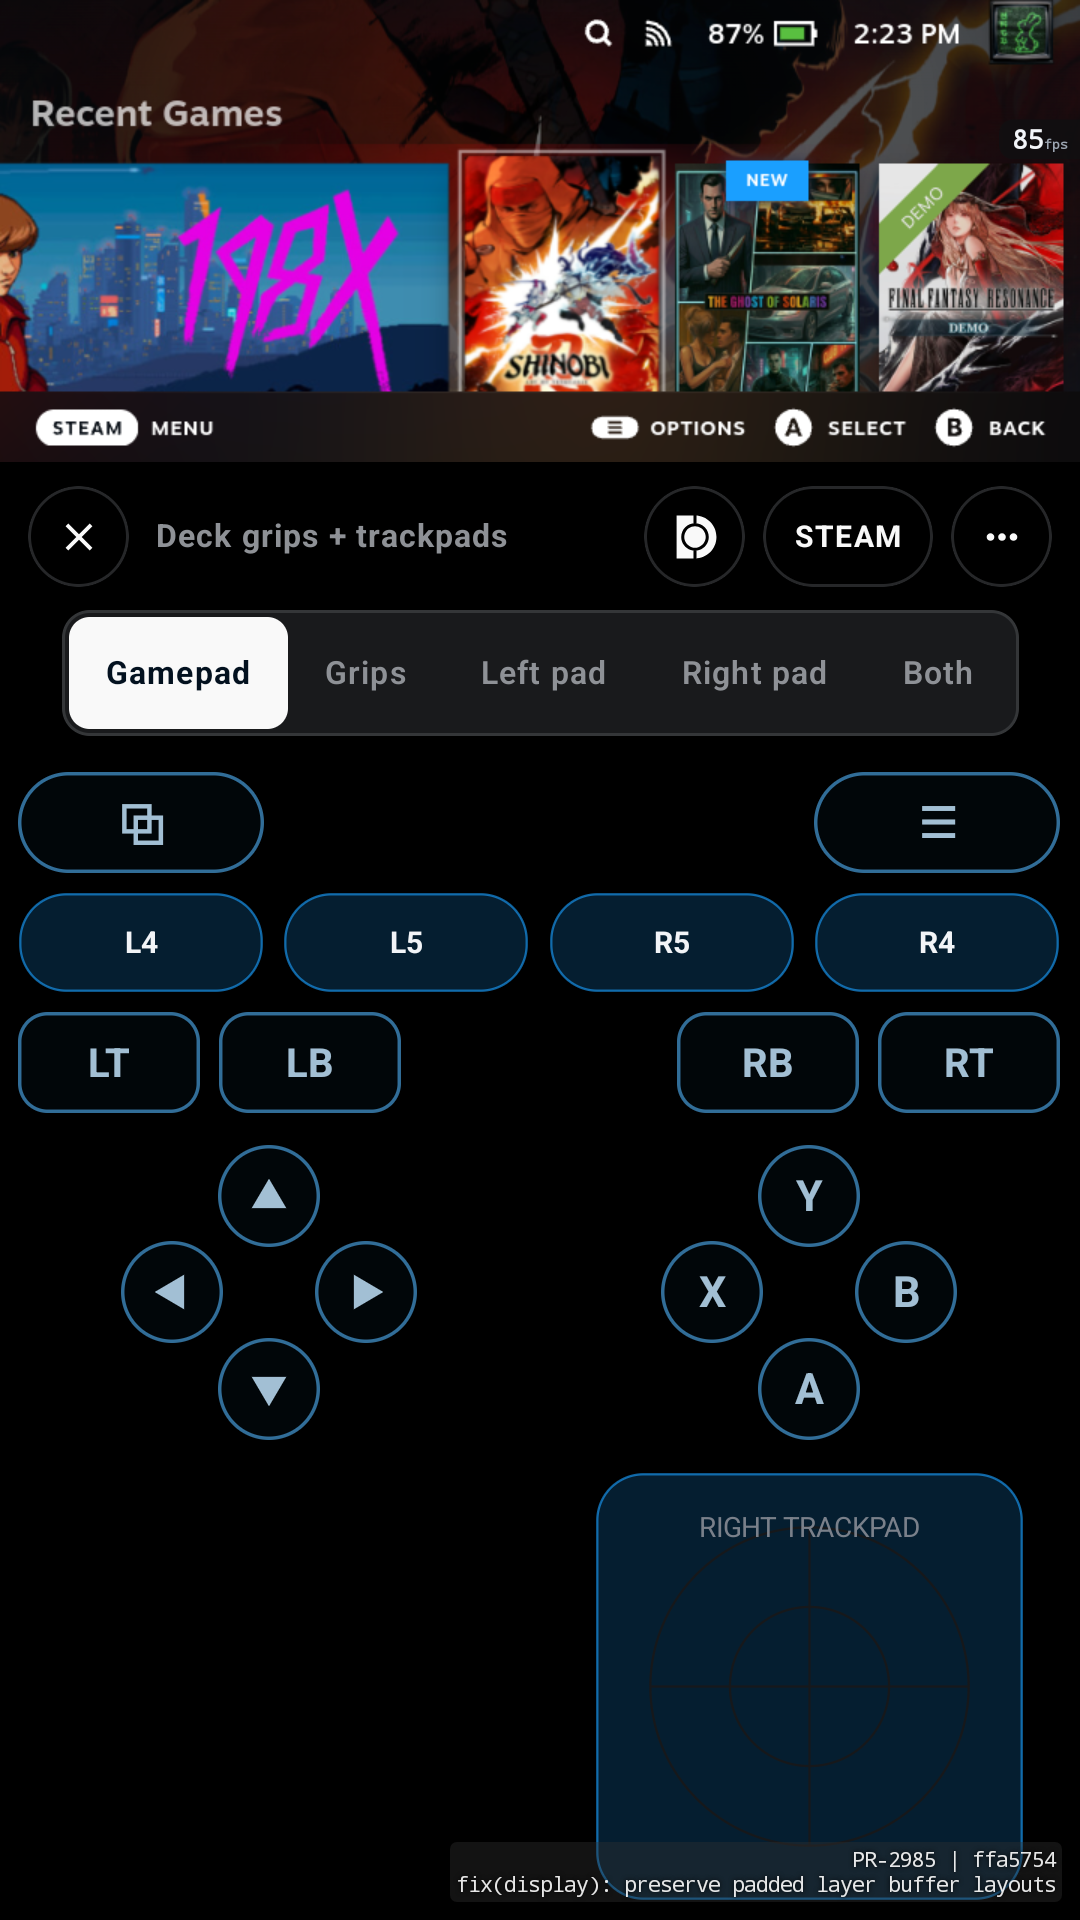 87% 2:23 PM
Recent Games
85fps
198X
SHINOBI
NEW
THE GHOST OF SOLARIS
DEMO
FINAL FANTASY RESONANCE
DEMO
STEAM MENU OPTIONS A SELECT B BACK
Deck grips + trackpads STEAM
Gamepad Grips Left pad Right pad Both
L4 L5 R5 R4
LT LB RB RT
Y
X B
A
RIGHT TRACKPAD
PR-2985 | ffa5754
fix(display): preserve padded layer buffer layouts